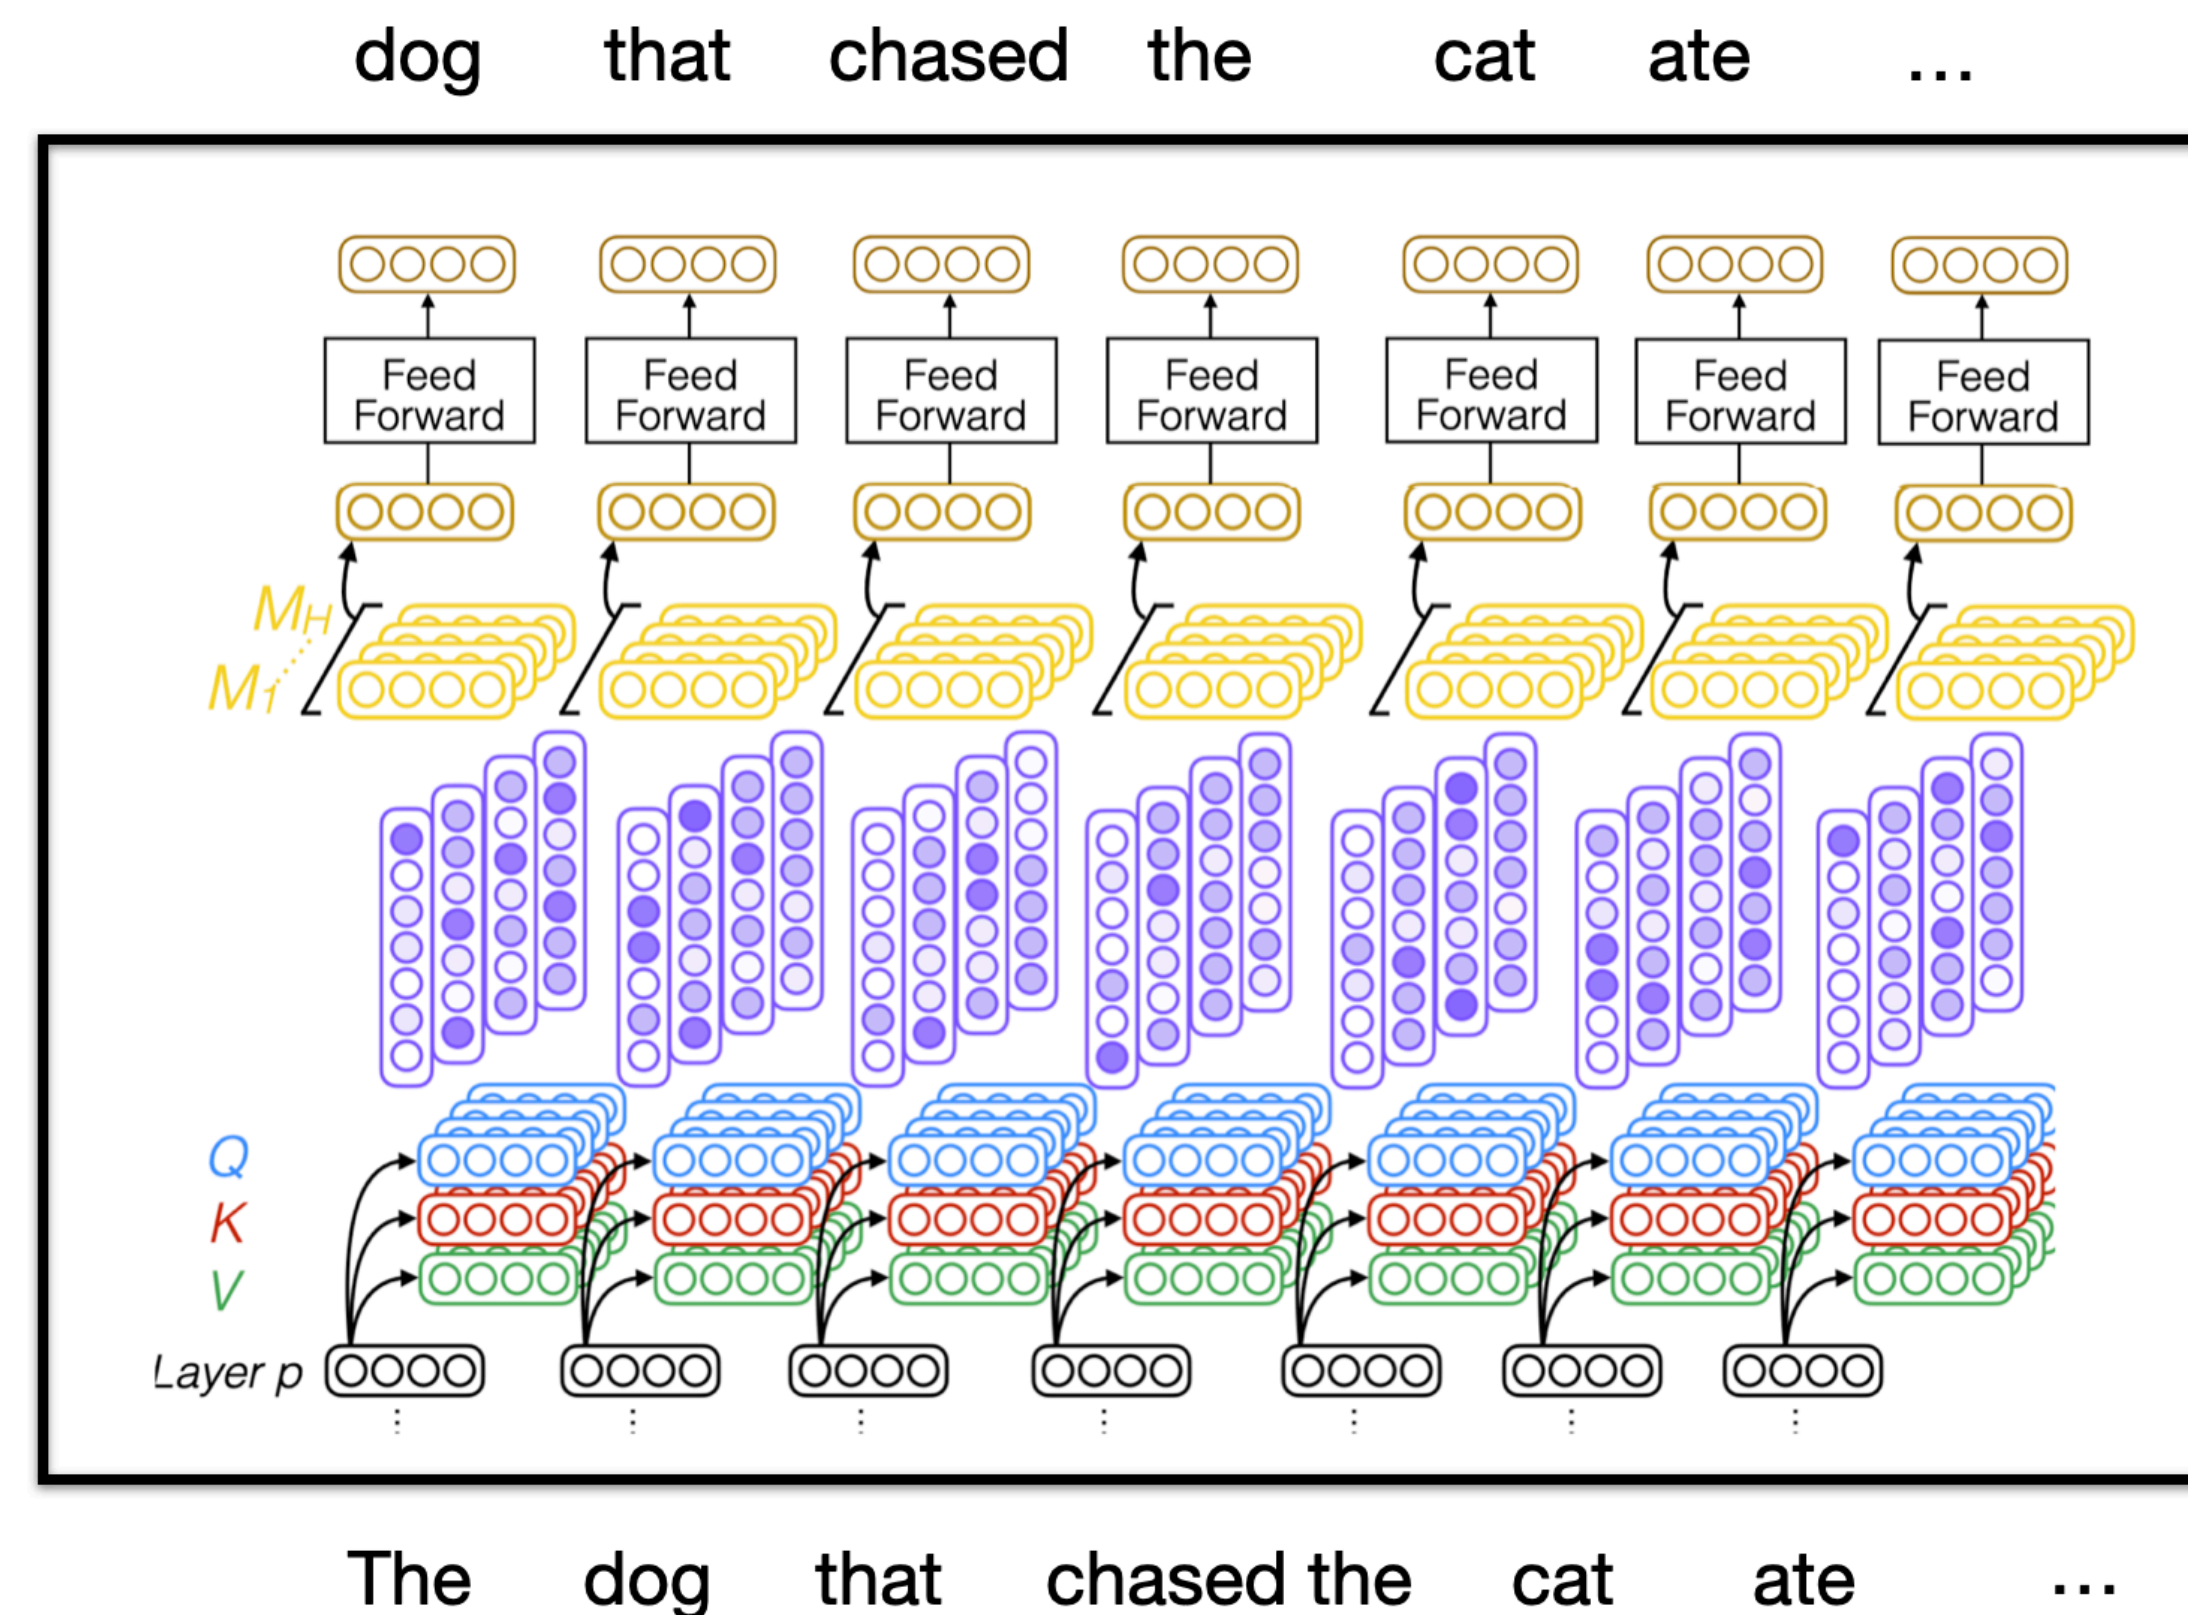 dog that chased the cat ate ...
Feed Forward Feed Forward Feed Forward Feed Forward Feed Forward Feed Forward Feed Forward
M_H
M_1
Q
K
V
Layer p
The dog that chased the cat ate ...